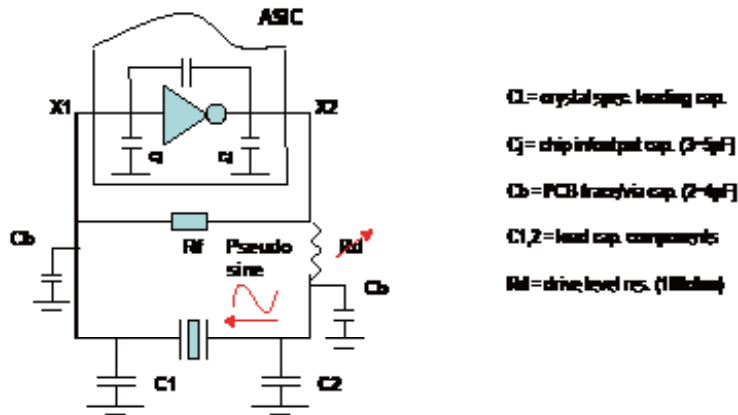 ASIC
X1
X2
Cj
Cj
Cb
Rf
Pseudo
sine
Rd
Cb
C1
C2
CL = crystal spec. loading cap.
Cj = chip in/output cap. (3~5pF)
Cb = PCB trace/via cap. (2~4pF)
C1,2 = load cap. components
Rd = drive level res.